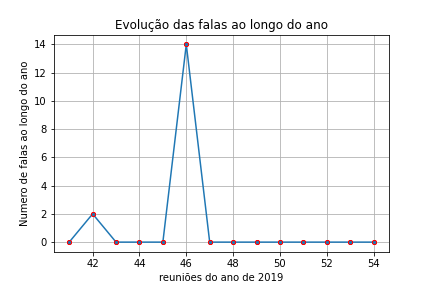 Evolução das falas ao longo do ano
Numero de falas ao longo do ano
14
12
10
8
6
4
2
0
42 44 46 48 50 52 54
reuniões do ano de 2019